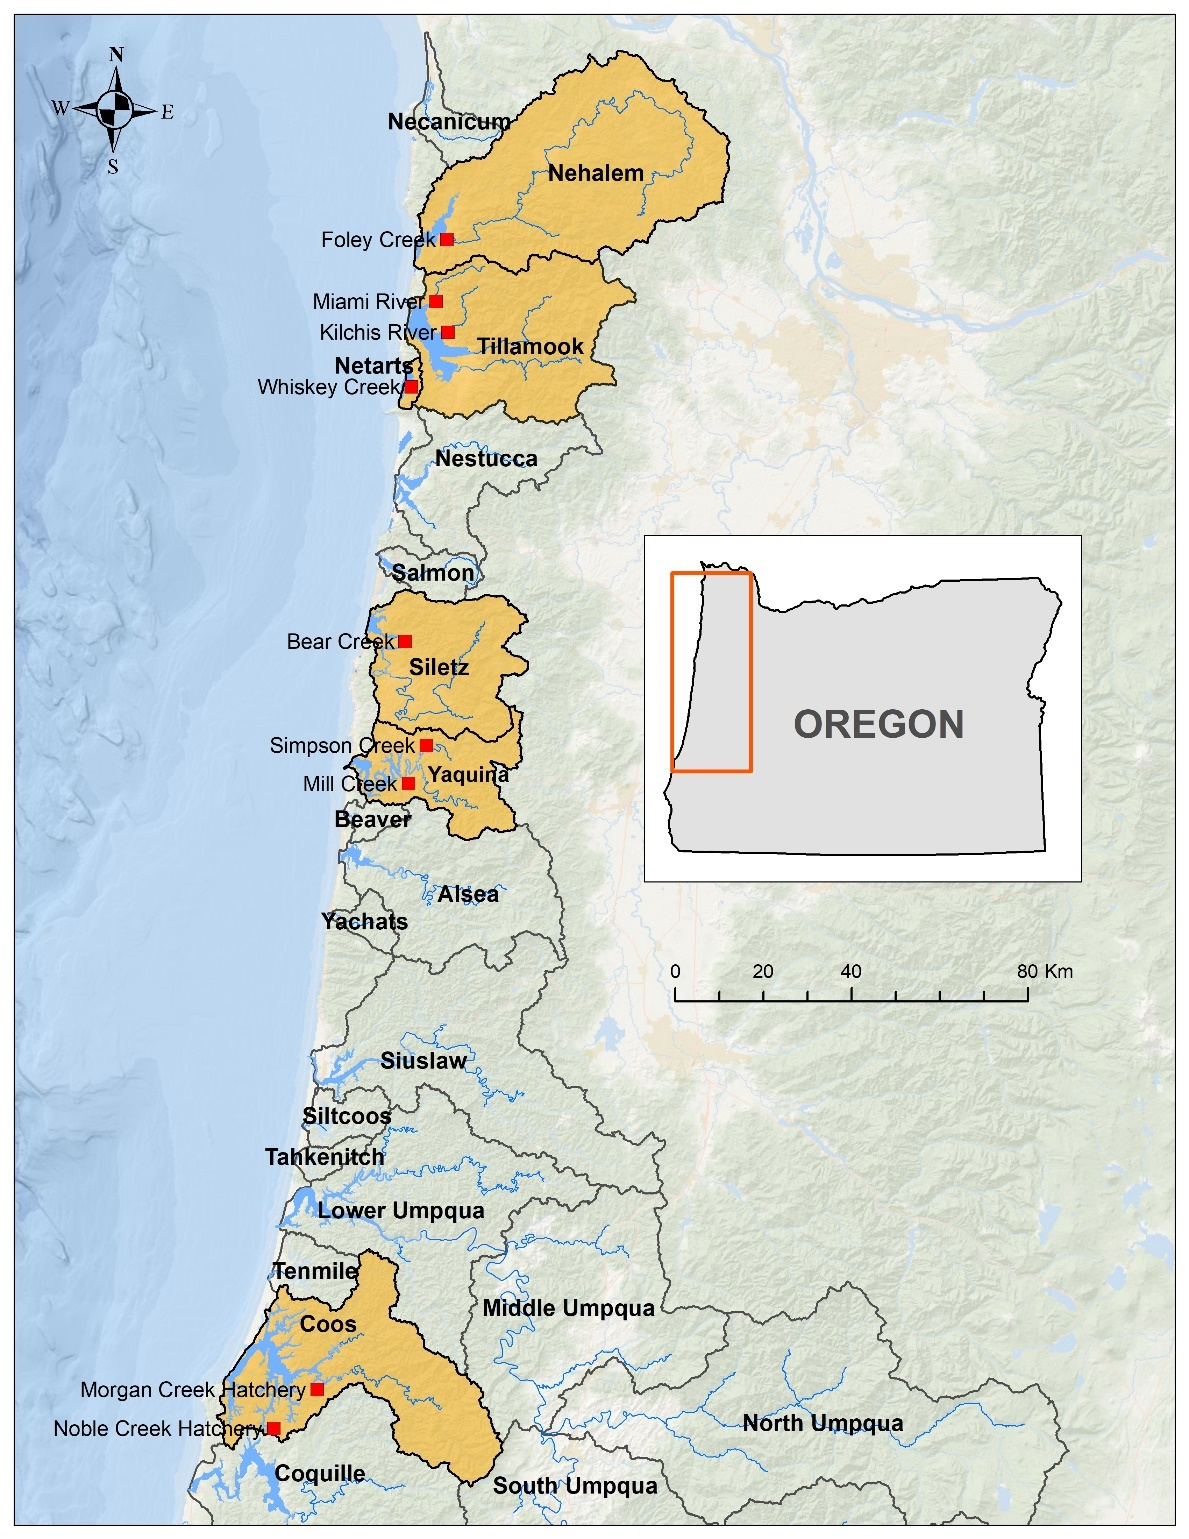 N
W E
S
Necanicum
Nehalem
Foley Creek
Miami River
Kilchis River
Tillamook
Netarts
Whiskey Creek
Nestucca
Salmon
Bear Creek
Siletz
OREGON
Simpson Creek
Yaquina
Mill Creek
Beaver
Alsea
Yachats
0 20 40 80 Km
Siuslaw
Siltcoos
Tahkenitch
Lower Umpqua
Tenmile
Middle Umpqua
Coos
Morgan Creek Hatchery
North Umpqua
Noble Creek Hatchery
Coquille
South Umpqua